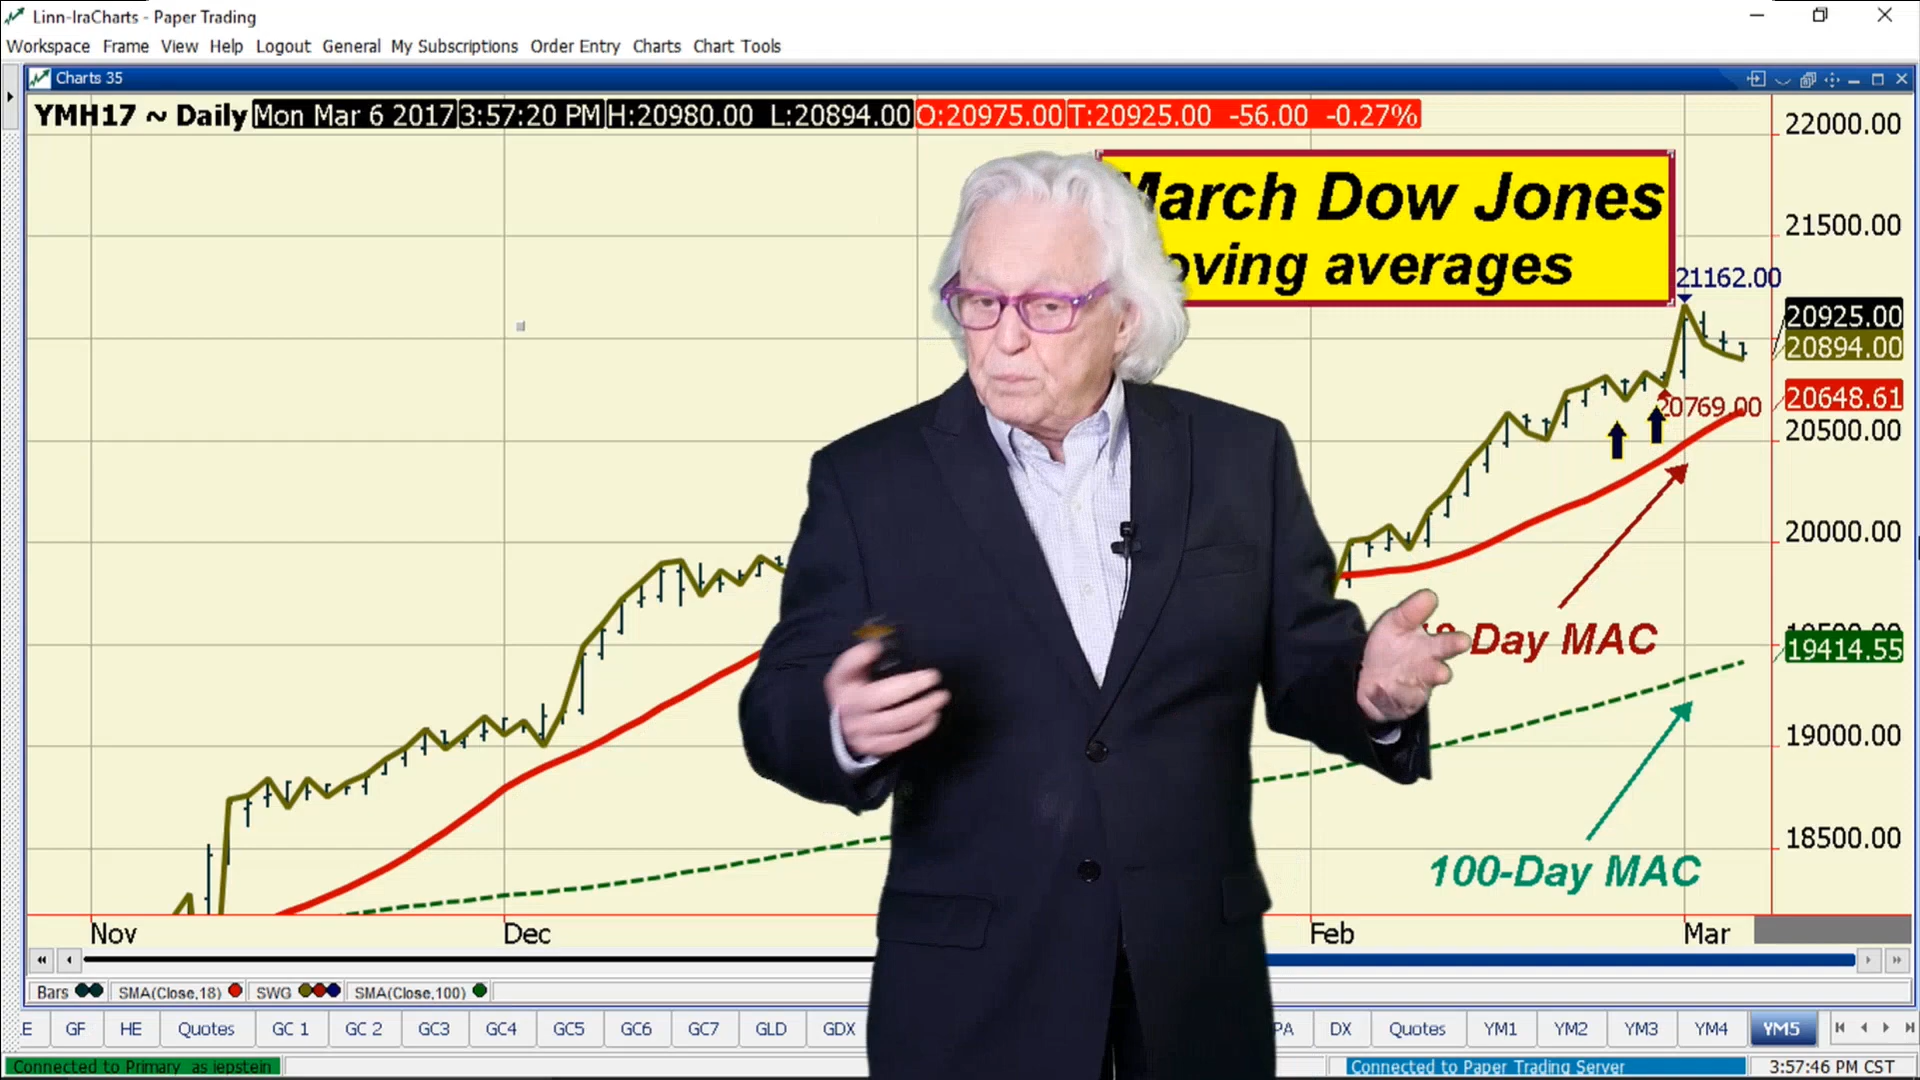 Linn-IraCharts - Paper Trading
Workspace Frame View Help Logout General My Subscriptions Order Entry Charts Chart Tools
Charts 35
YMH17 ~ Daily Mon Mar 6 2017 3:57:20 PM H:20980.00 L:20894.00 O:20975.00 T:20925.00 -56.00 -0.27%
22000.00
March Dow Jones
oving averages
21500.00
21162.00
20925.00
20894.00
20648.61
20769.00
20500.00
20000.00
Day MAC
19414.55
19000.00
18500.00
100-Day MAC
Nov Dec Feb Mar
Bars SMA(Close,18) SWG SMA(Close,100)
E GF HE Quotes GC 1 GC 2 GC3 GC4 GC5 GC6 GC7 GLD GDX PA DX Quotes YM1 YM2 YM3 YM4 YM5
Connected to Primary as iepstein Connected to Paper Trading Server 3:57:46 PM CST